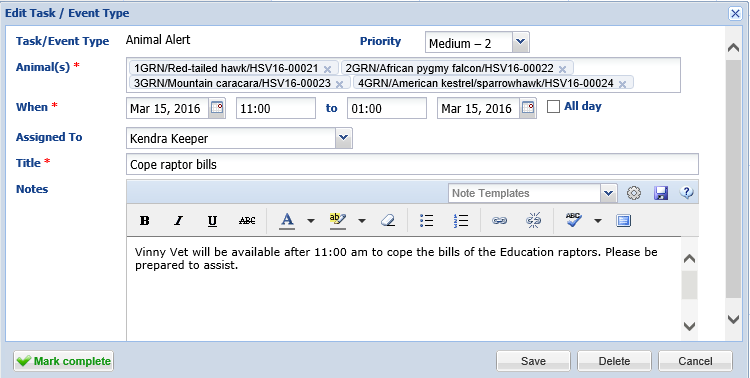 Edit Task / Event Type
Task/Event Type Animal Alert Priority Medium – 2
Animal(s) * 1GRN/Red-tailed hawk/HSV16-00021 2GRN/African pygmy falcon/HSV16-00022
3GRN/Mountain caracara/HSV16-00023 4GRN/American kestrel/sparrowhawk/HSV16-00024
When * Mar 15, 2016 11:00 to 01:00 Mar 15, 2016 All day
Assigned To Kendra Keeper
Title * Cope raptor bills
Notes Note Templates
B I U ABC A ab ABC
Vinny Vet will be available after 11:00 am to cope the bills of the Education raptors. Please be
prepared to assist.
Mark complete Save Delete Cancel